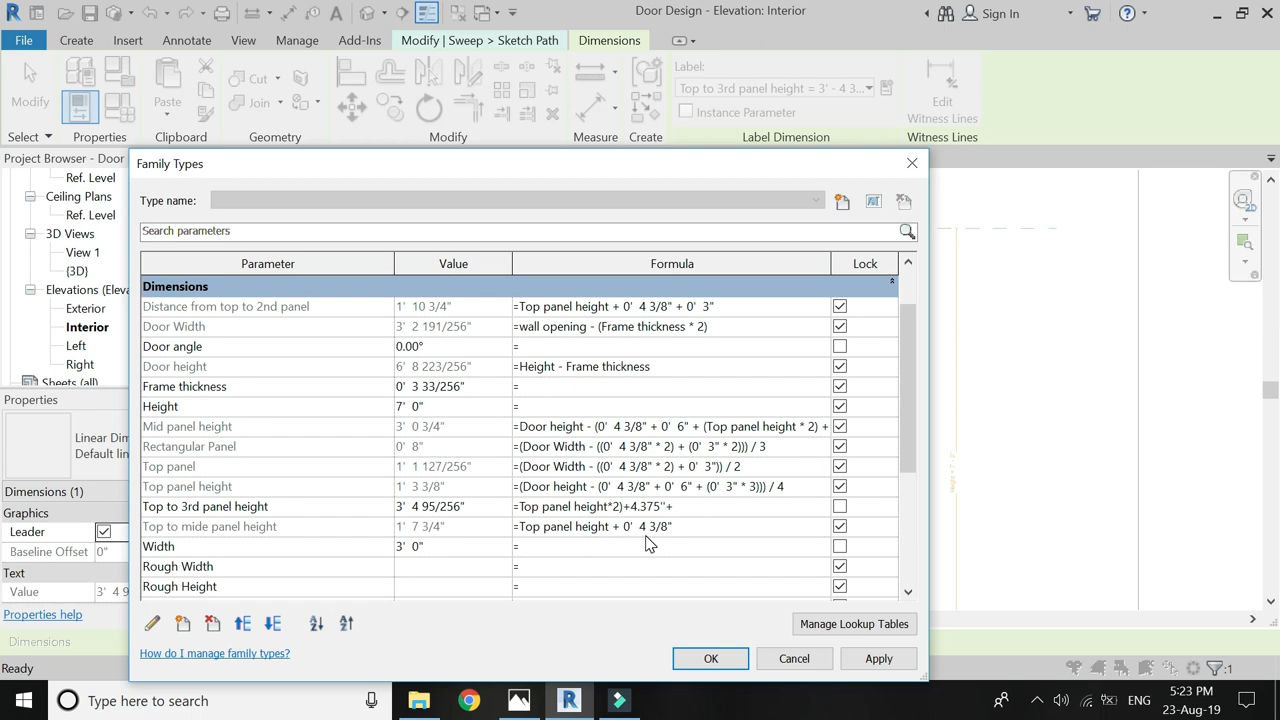 Door Design - Elevation: Interior
Sign In
File Create Insert Annotate View Manage Add-Ins Modify | Sweep > Sketch Path Dimensions
Label:
Cut
Top to 3rd panel height = 3' - 4 3...
Modify Paste Join Instance Parameter Edit
Witness Lines
Select Properties Clipboard Geometry Modify Measure Create Label Dimension Witness Lines
Project Browser - Door
Ref. Level
Ceiling Plans
Ref. Level
3D Views
View 1
{3D}
Elevations (Eleva
Exterior
Interior
Left
Right
Sheets (all)
Properties
Linear Dim
Default lin
Dimensions (1)
Graphics
Leader
Baseline Offset 0"
Text
Value 3' 4 9
Properties help
Dimensions
Ready
Family Types
Type name:
Search parameters
Parameter Value Formula Lock
Dimensions
Distance from top to 2nd panel 1' 10 3/4" =Top panel height + 0' 4 3/8" + 0' 3"
Door Width 3' 2 191/256" =wall opening - (Frame thickness * 2)
Door angle 0.00° =
Door height 6' 8 223/256" =Height - Frame thickness
Frame thickness 0' 3 33/256" =
Height 7' 0" =
Mid panel height 3' 0 3/4" =Door height - (0' 4 3/8" + 0' 6" + (Top panel height * 2) +
Rectangular Panel 0' 8" =(Door Width - ((0' 4 3/8" * 2) + (0' 3" * 2))) / 3
Top panel 1' 1 127/256" =(Door Width - ((0' 4 3/8" * 2) + 0' 3")) / 2
Top panel height 1' 3 3/8" =(Door height - (0' 4 3/8" + 0' 6" + (0' 3" * 3))) / 4
Top to 3rd panel height 3' 4 95/256" =Top panel height*2)+4.375''+
Top to mide panel height 1' 7 3/4" =Top panel height + 0' 4 3/8"
Width 3' 0" =
Rough Width =
Rough Height =
Manage Lookup Tables
How do I manage family types?
OK Cancel Apply
:1
Type here to search
ENG
5:23 PM
23-Aug-19